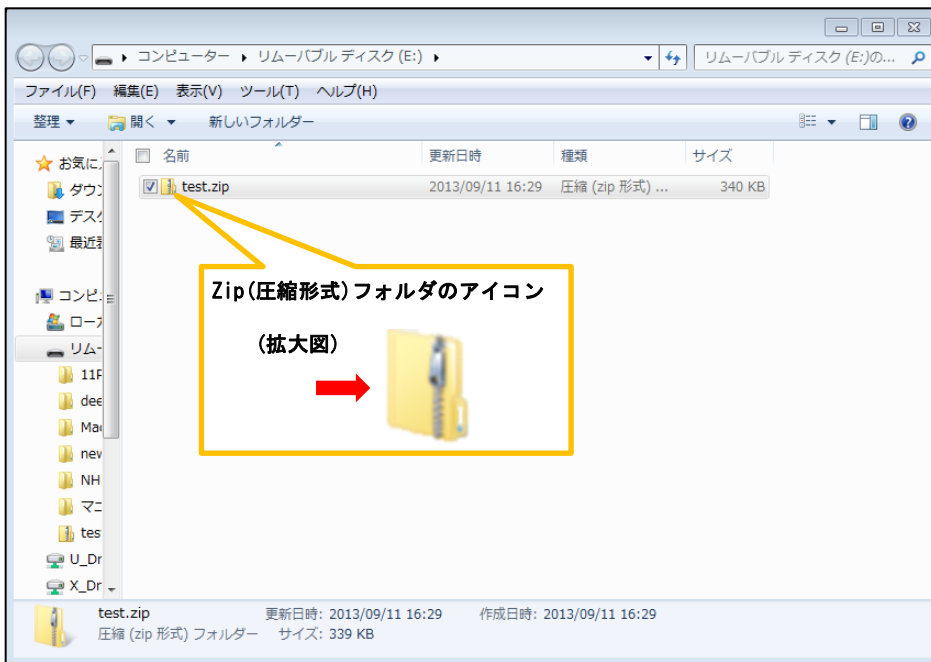 コンピューター ▸ リムーバブル ディスク (E:) ▸
リムーバブル ディスク (E:)の...
ファイル(F) 編集(E) 表示(V) ツール(T) ヘルプ(H)
整理 ▼ 開く ▼ 新しいフォルダー
名前 更新日時 種類 サイズ
test.zip 2013/09/11 16:29 圧縮 (zip 形式) ... 340 KB
お気に
ダウ
デス
最近
コンピ
ロー
リム
11P
dee
Mac
new
NH
マニ
tes
U_Dr
X_Dr
Zip(圧縮形式)フォルダのアイコン
(拡大図)
test.zip 更新日時: 2013/09/11 16:29 作成日時: 2013/09/11 16:29
圧縮 (zip 形式) フォルダー サイズ: 339 KB